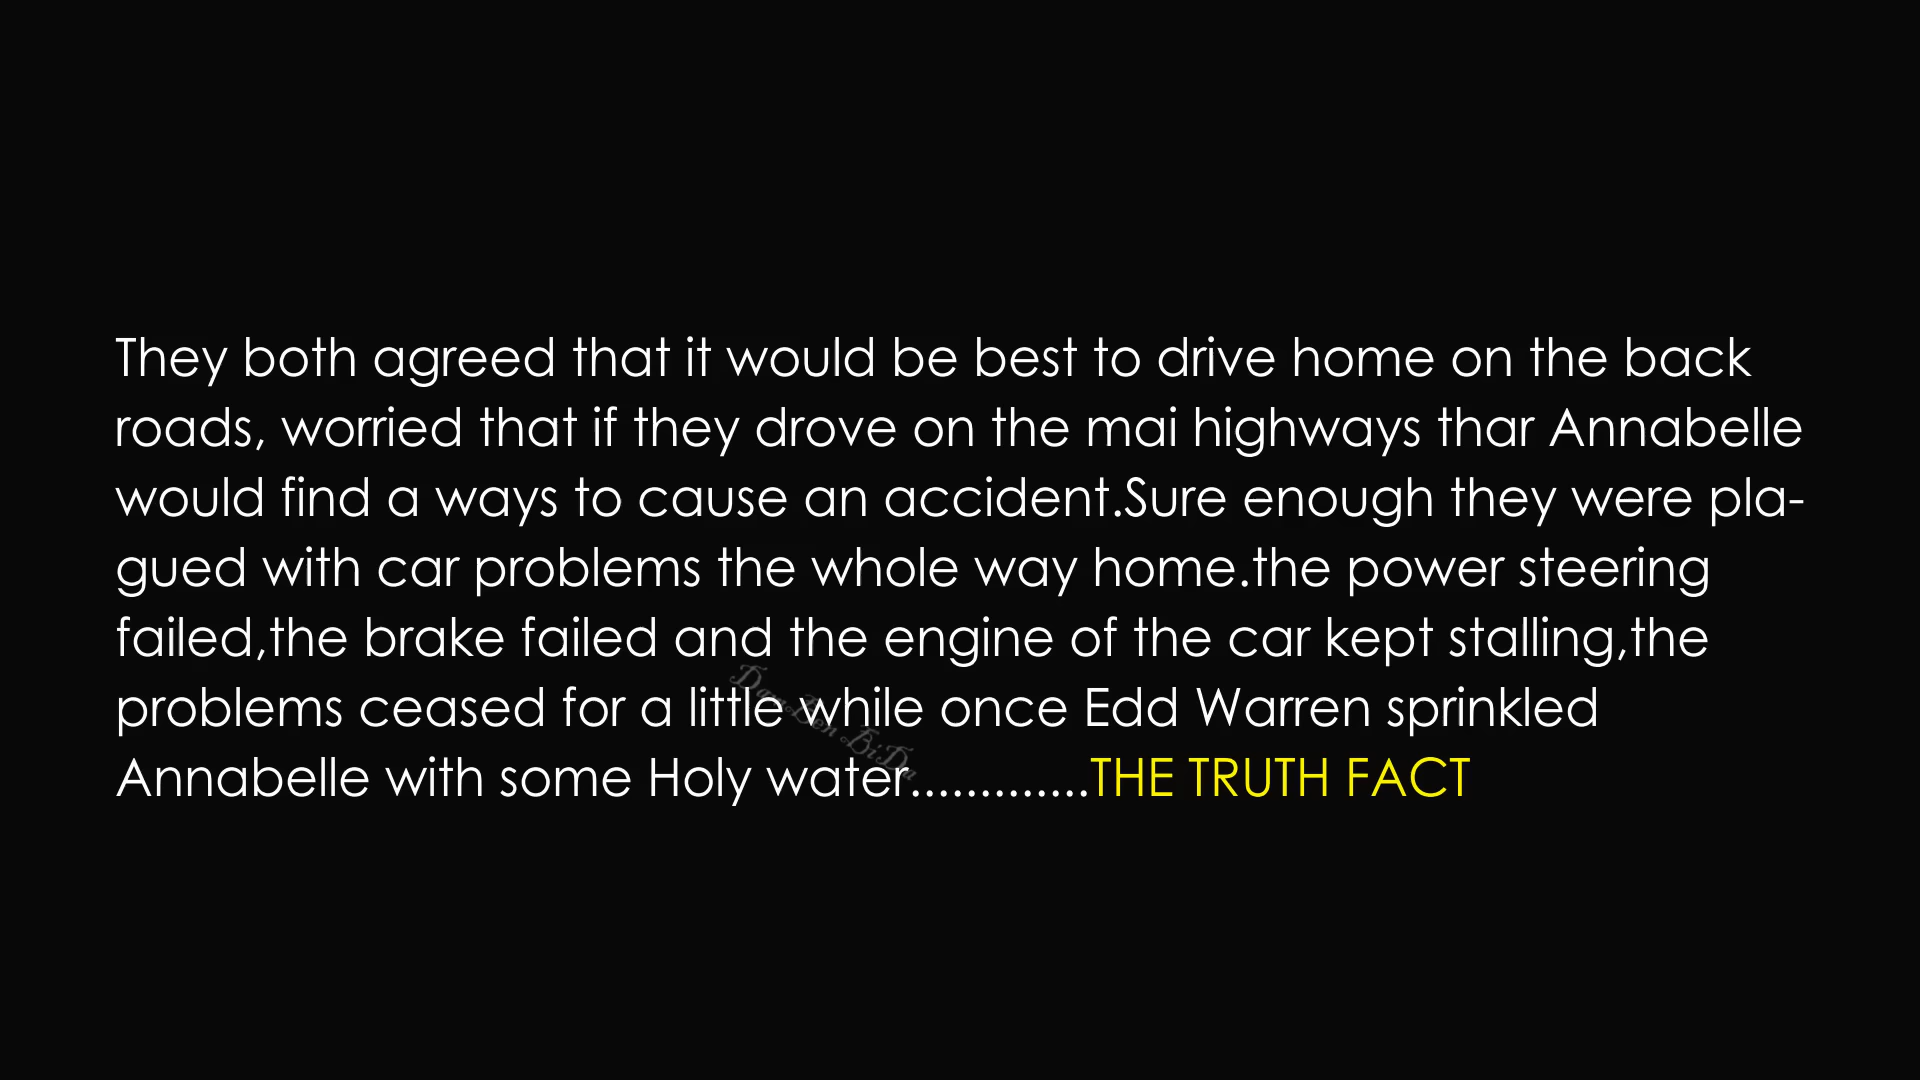 They both agreed that it would be best to drive home on the back
roads, worried that if they drove on the mai highways thar Annabelle
would find a ways to cause an accident.Sure enough they were pla-
gued with car problems the whole way home.the power steering
failed,the brake failed and the engine of the car kept stalling,the
problems ceased for a little while once Edd Warren sprinkled
Annabelle with some Holy water.............THE TRUTH FACT